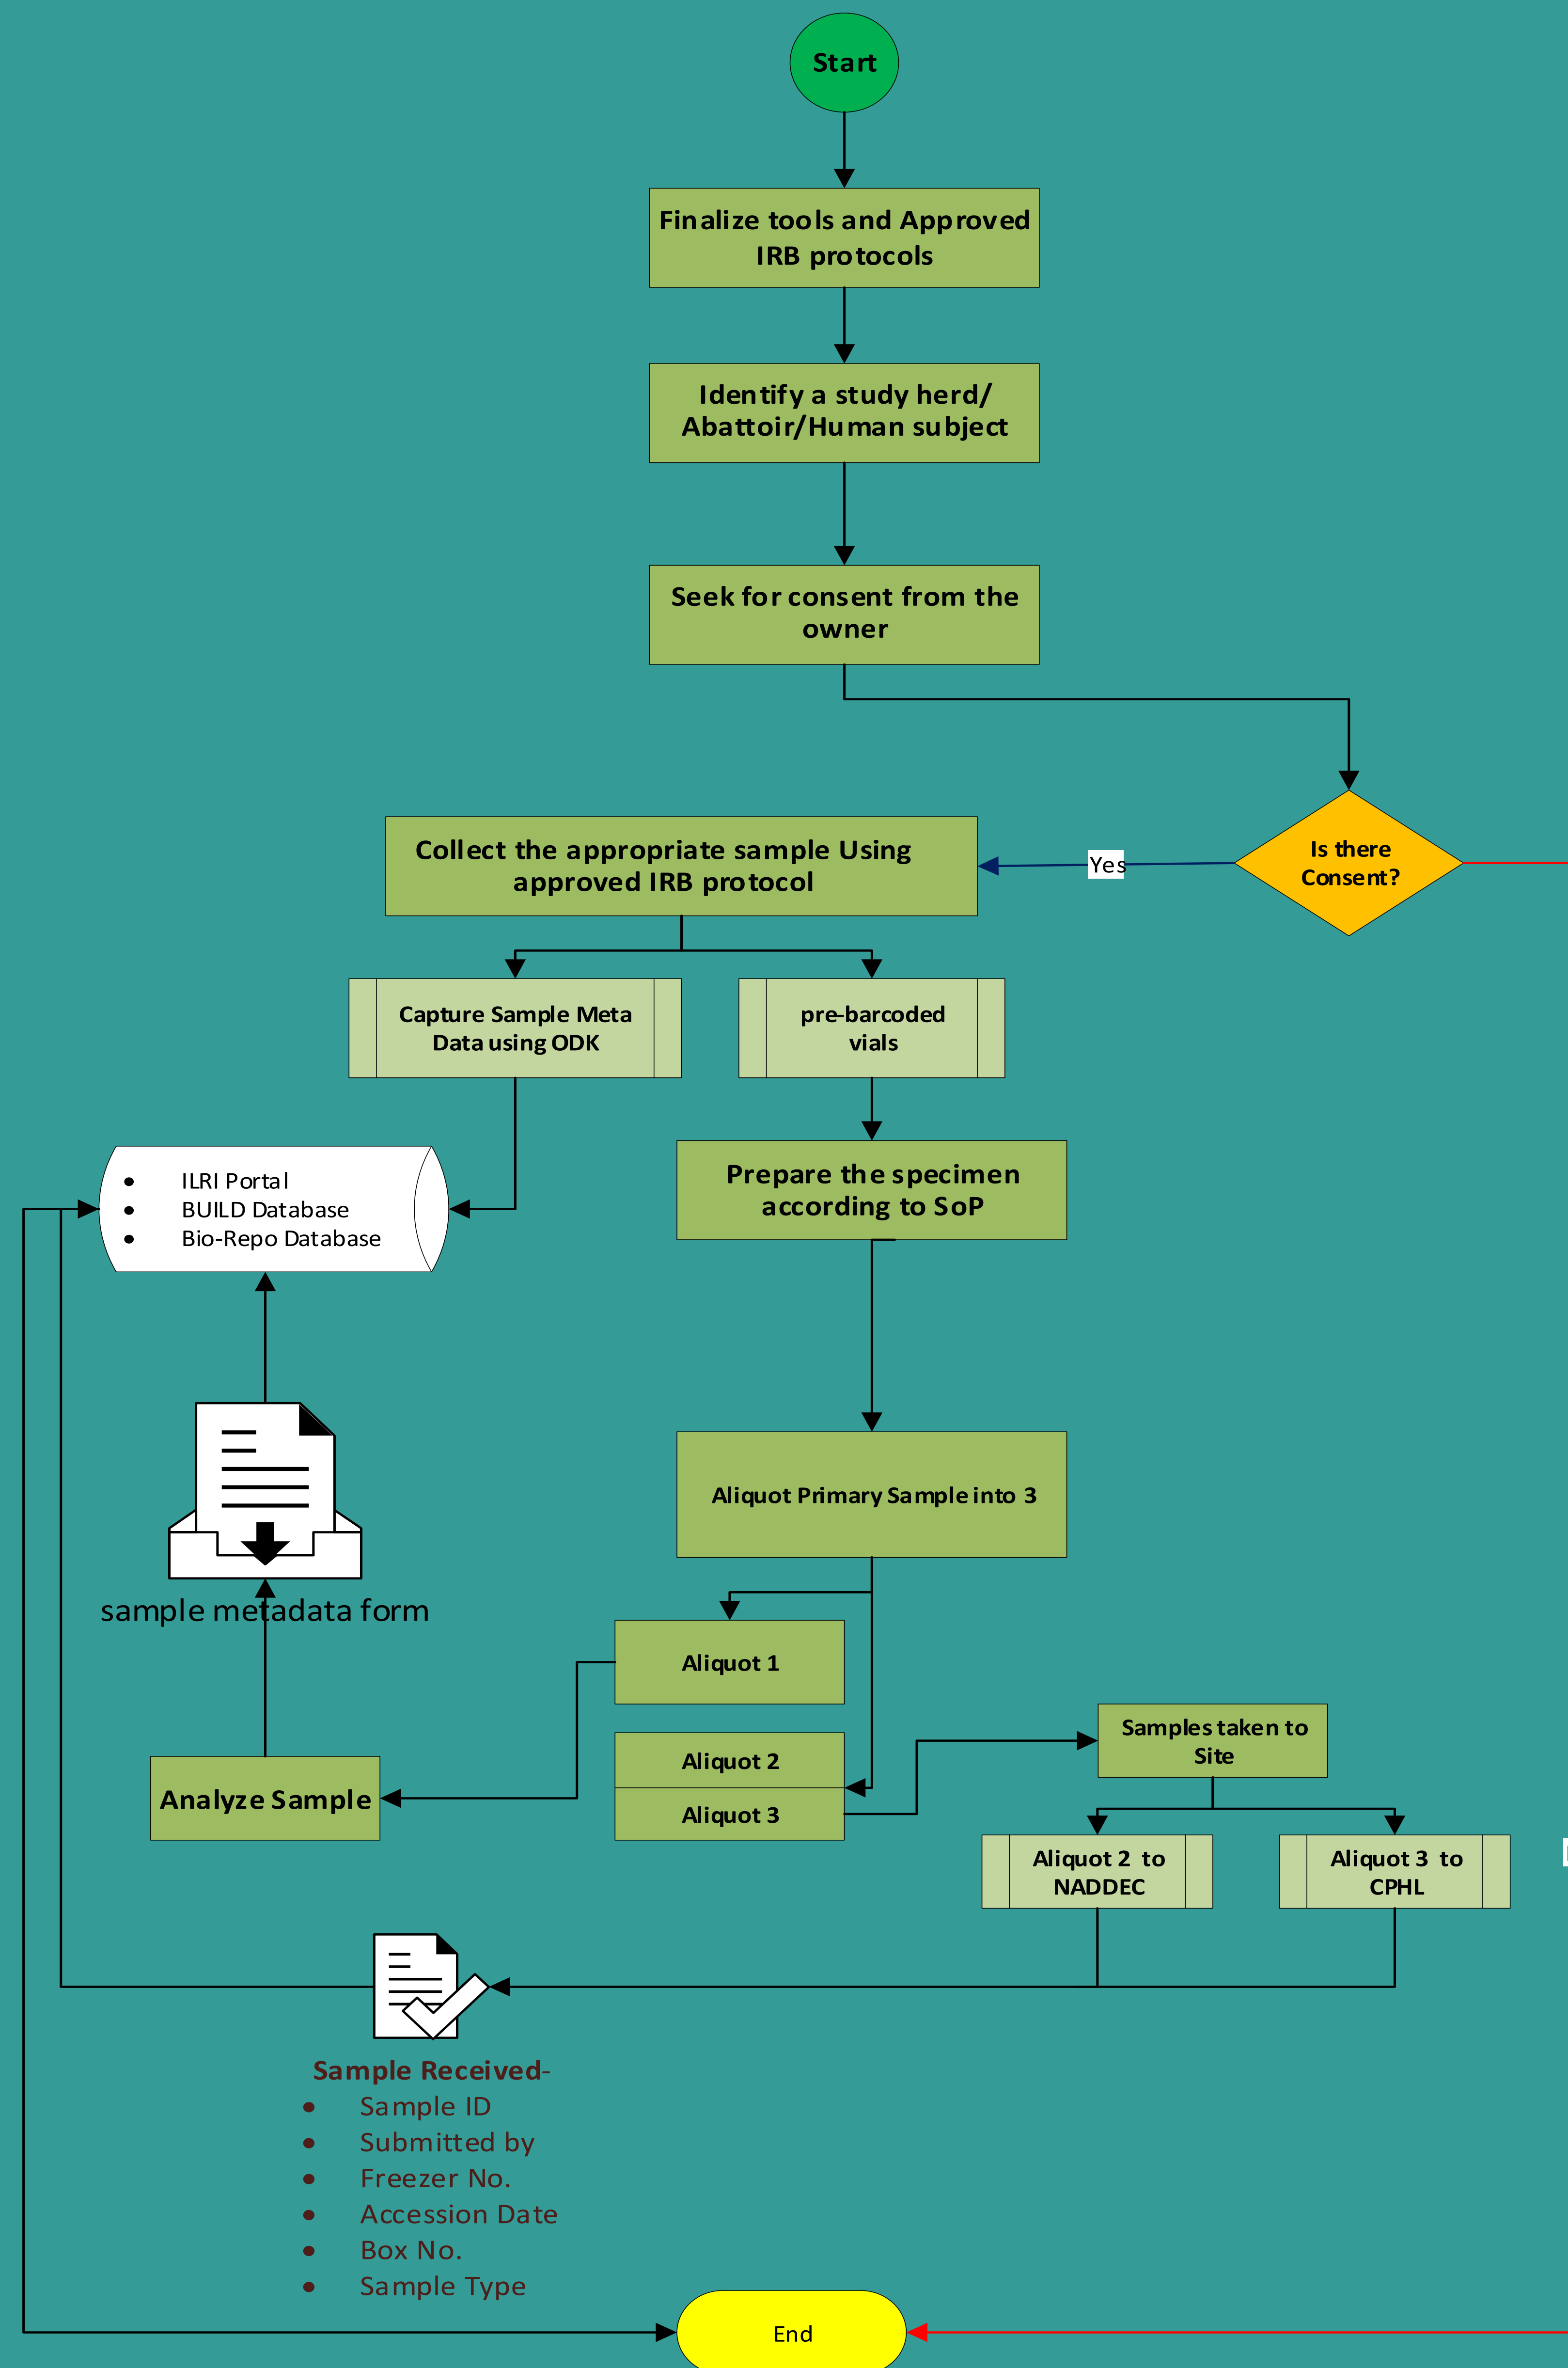 Start
Finalize tools and Approved
IRB protocols
Identify a study herd/
Abattoir/Human subject
Seek for consent from the
owner
Is there
Consent?
Yes
Collect the appropriate sample Using
approved IRB protocol
Capture Sample Meta
Data using ODK
pre-barcoded
vials
• ILRI Portal
• BUILD Database
• Bio-Repo Database
Prepare the specimen
according to SoP
Aliquot Primary Sample into 3
sample metadata form
Aliquot 1
Aliquot 2
Aliquot 3
Analyze Sample
Samples taken to
Site
Aliquot 2 to
NADDEC
Aliquot 3 to
CPHL
Sample Received-
• Sample ID
• Submitted by
• Freezer No.
• Accession Date
• Box No.
• Sample Type
End